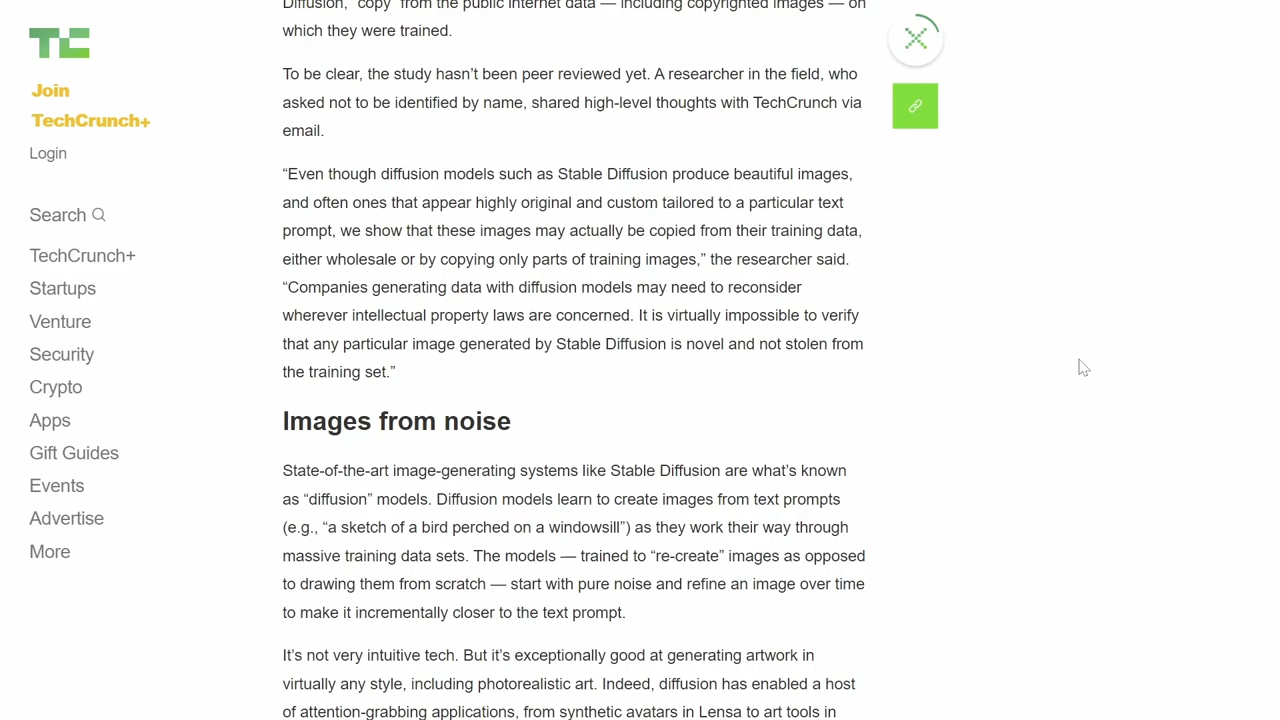 TC
Join
TechCrunch+
Login
Search
TechCrunch+
Startups
Venture
Security
Crypto
Apps
Gift Guides
Events
Advertise
More
Diffusion, “copy” from the public internet data — including copyrighted images — on
which they were trained.
To be clear, the study hasn’t been peer reviewed yet. A researcher in the field, who
asked not to be identified by name, shared high-level thoughts with TechCrunch via
email.
“Even though diffusion models such as Stable Diffusion produce beautiful images,
and often ones that appear highly original and custom tailored to a particular text
prompt, we show that these images may actually be copied from their training data,
either wholesale or by copying only parts of training images,” the researcher said.
“Companies generating data with diffusion models may need to reconsider
wherever intellectual property laws are concerned. It is virtually impossible to verify
that any particular image generated by Stable Diffusion is novel and not stolen from
the training set.”
Images from noise
State-of-the-art image-generating systems like Stable Diffusion are what’s known
as “diffusion” models. Diffusion models learn to create images from text prompts
(e.g., “a sketch of a bird perched on a windowsill”) as they work their way through
massive training data sets. The models — trained to “re-create” images as opposed
to drawing them from scratch — start with pure noise and refine an image over time
to make it incrementally closer to the text prompt.
It’s not very intuitive tech. But it’s exceptionally good at generating artwork in
virtually any style, including photorealistic art. Indeed, diffusion has enabled a host
of attention-grabbing applications, from synthetic avatars in Lensa to art tools in